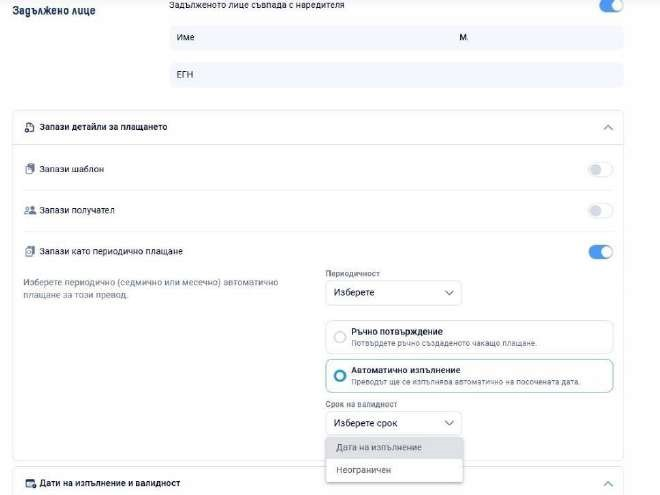 Задължено лице
Задълженото лице съвпада с наредителя
Име М.
ЕГН
Запази детайли за плащането
Запази шаблон
Запази получател
Запази като периодично плащане
Изберете периодично (седмично или месечно) автоматично
плащане за този превод.
Периодичност
Изберете
Ръчно потвърждение
Потвърдете ръчно създаденото чакащо плащане.
Автоматично изпълнение
Преводът ще се изпълнява автоматично на посочената дата.
Срок на валидност
Изберете срок
Дата на изпълнение
Неограничен
Дати на изпълнение и валидност